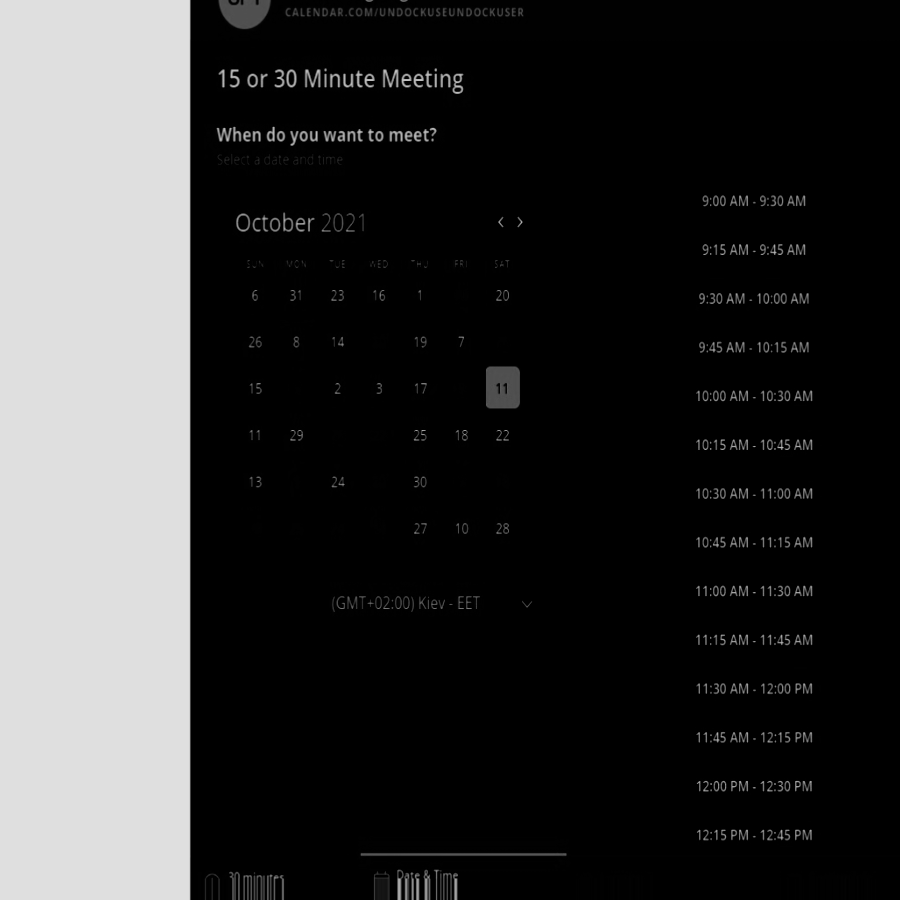 CALENDAR.COM/UNDOCKUSEUNDOCKUSER
15 or 30 Minute Meeting
When do you want to meet?
Select a date and time
October 2021
SUN MON TUE WED THU FRI SAT
6 31 23 16 1 20
26 8 14 19 7
15 2 3 17 11
11 29 25 18 22
13 24 30
27 10 28
(GMT+02:00) Kiev - EET
9:00 AM - 9:30 AM
9:15 AM - 9:45 AM
9:30 AM - 10:00 AM
9:45 AM - 10:15 AM
10:00 AM - 10:30 AM
10:15 AM - 10:45 AM
10:30 AM - 11:00 AM
10:45 AM - 11:15 AM
11:00 AM - 11:30 AM
11:15 AM - 11:45 AM
11:30 AM - 12:00 PM
11:45 AM - 12:15 PM
12:00 PM - 12:30 PM
12:15 PM - 12:45 PM
30 minutes
Date & Time